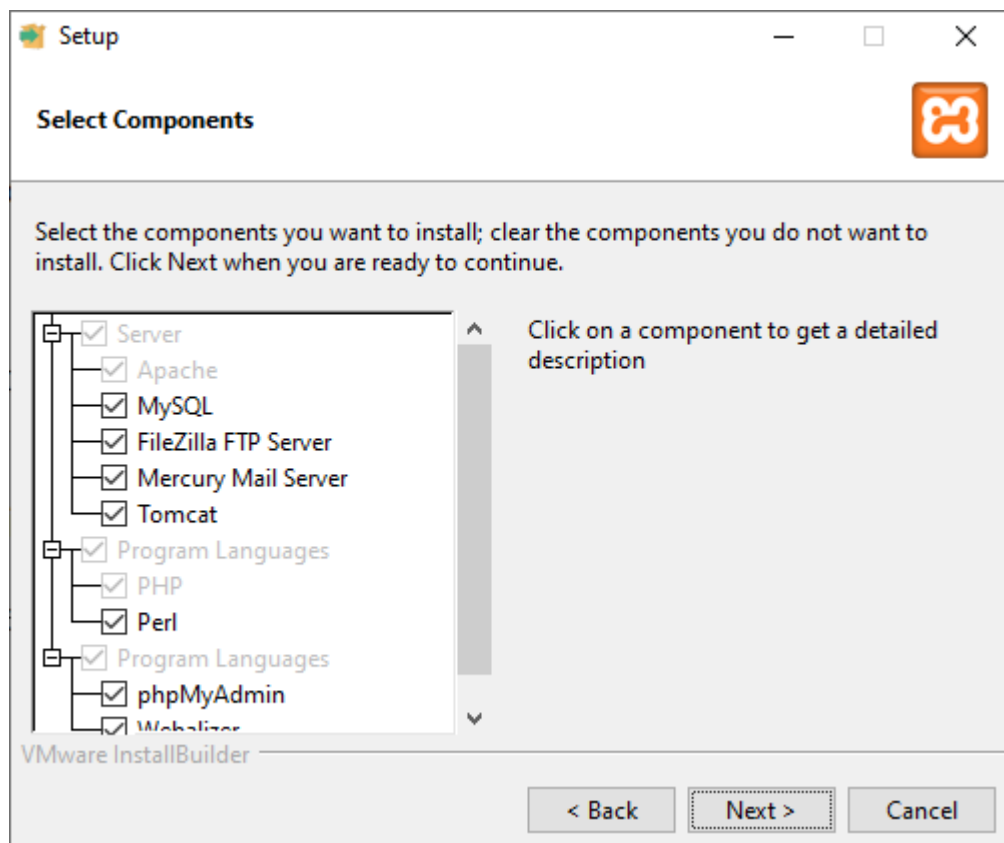 Setup
Select Components
Select the components you want to install; clear the components you do not want to
install. Click Next when you are ready to continue.
Server
Apache
MySQL
FileZilla FTP Server
Mercury Mail Server
Tomcat
Program Languages
PHP
Perl
Program Languages
phpMyAdmin
Webalizer
Click on a component to get a detailed
description
VMware InstallBuilder
< Back
Next >
Cancel